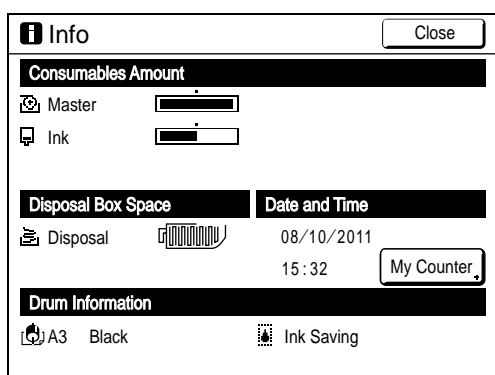 Info
Close
Consumables Amount
Master
Ink
Disposal Box Space
Date and Time
Disposal
08/10/2011
15:32
My Counter
Drum Information
A3 Black
Ink Saving